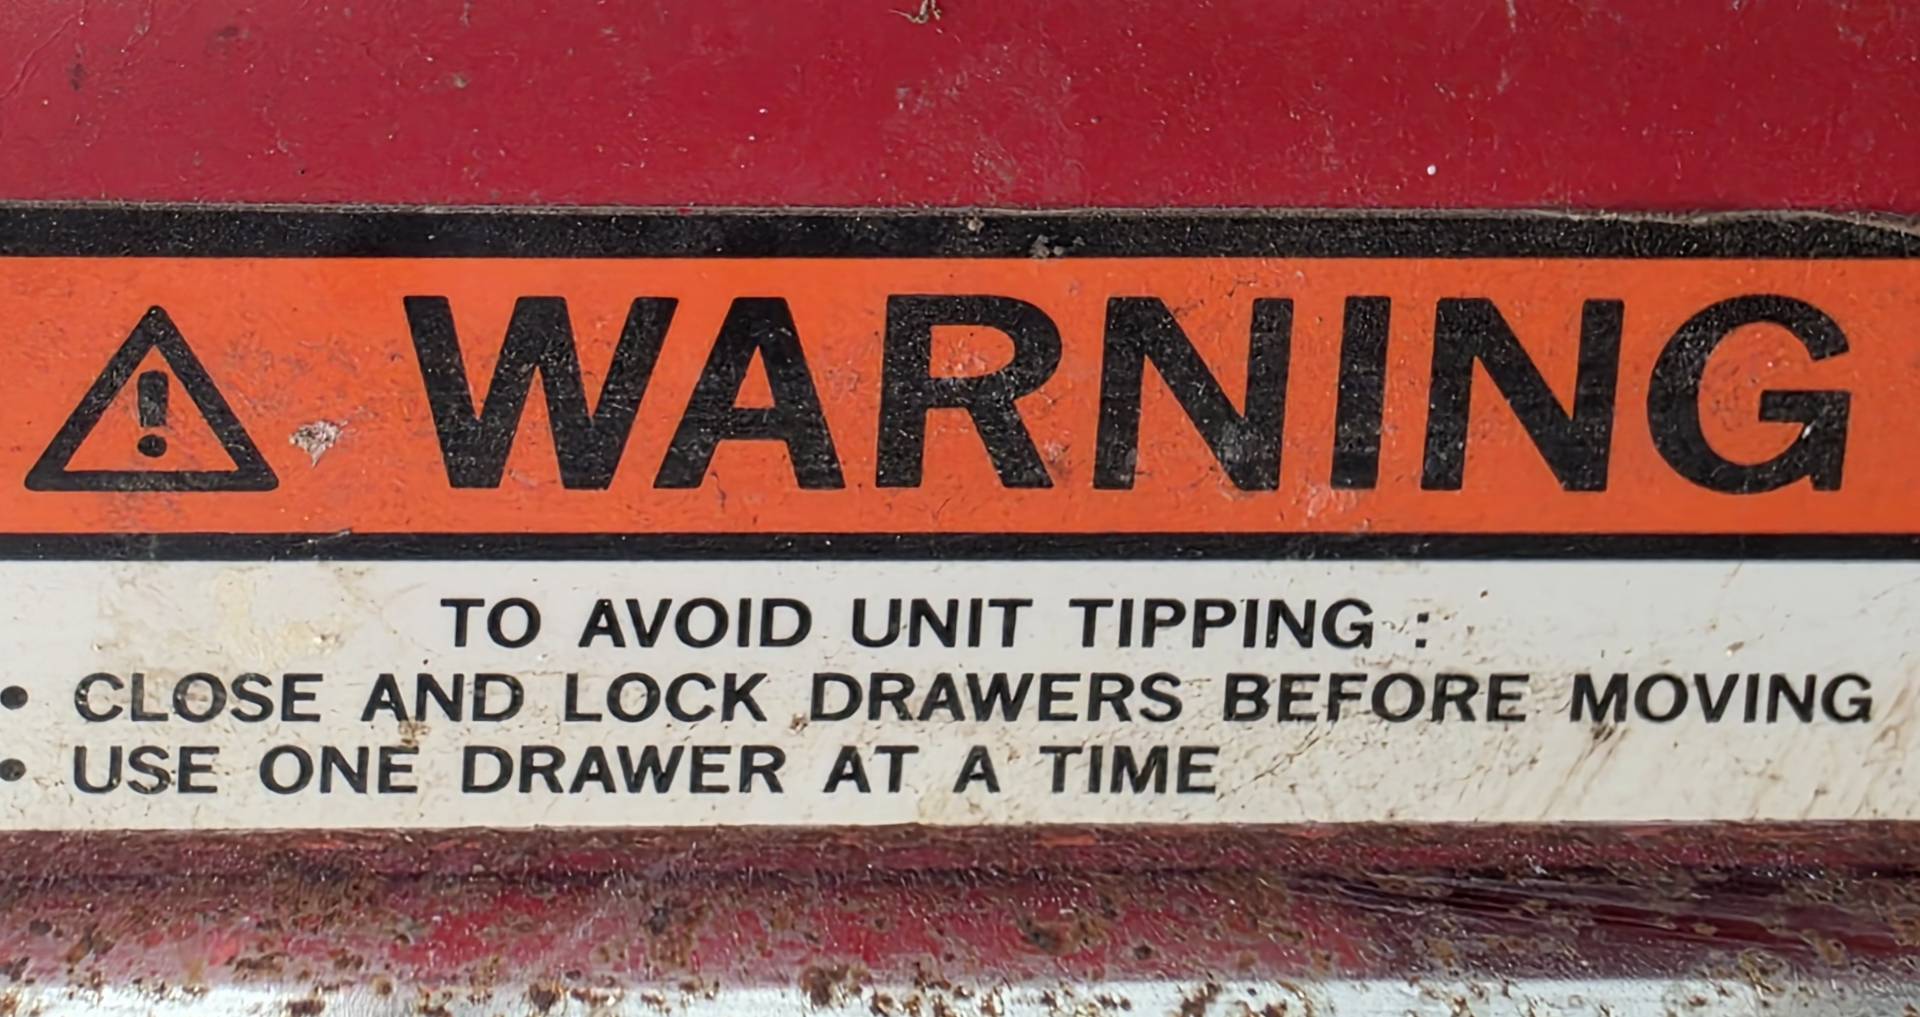 WARNING
TO AVOID UNIT TIPPING :
• CLOSE AND LOCK DRAWERS BEFORE MOVING
• USE ONE DRAWER AT A TIME